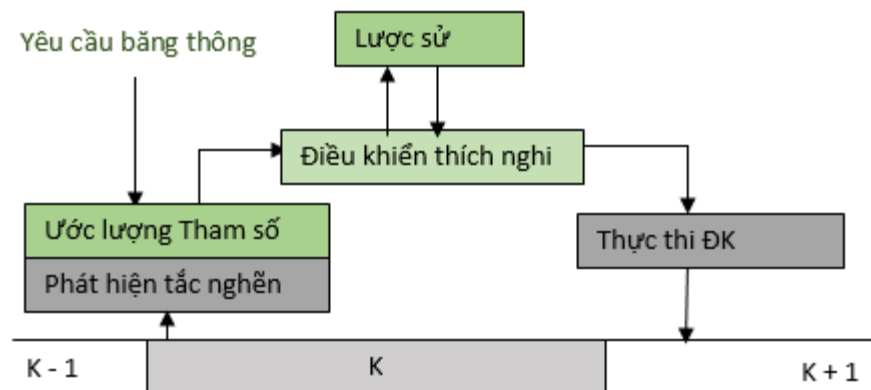 Yêu cầu băng thông
Lược sử
Điều khiển thích nghi
Ước lượng Tham số
Phát hiện tắc nghẽn
Thực thi ĐK
K - 1
K
K + 1